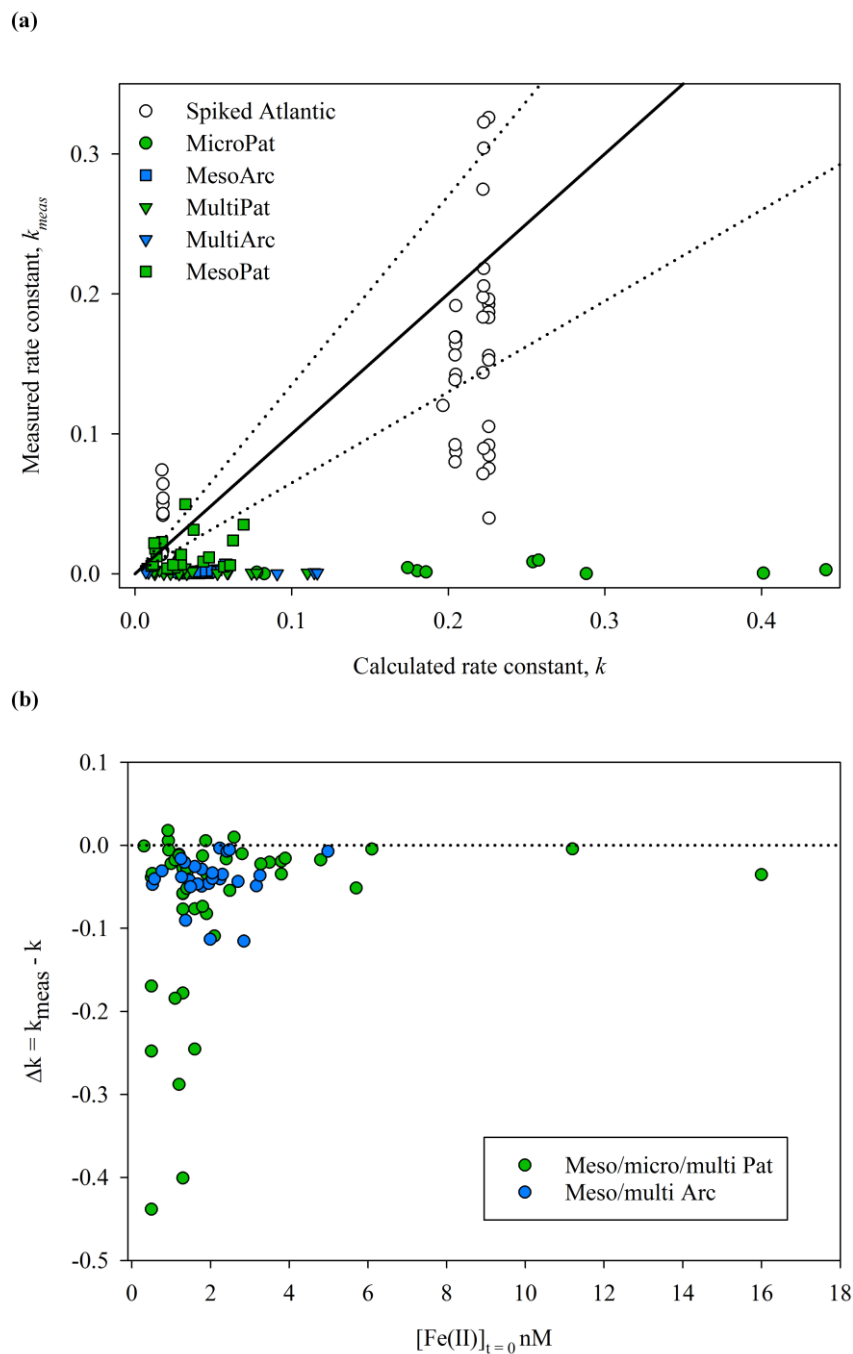 (a)
Spiked Atlantic
MicroPat
MesoArc
MultiPat
MultiArc
MesoPat
0.3
0.2
0.1
0.0
Measured rate constant, kmeas
0.0 0.1 0.2 0.3 0.4
Calculated rate constant, k
(b)
0.1
0.0
-0.1
-0.2
-0.3
-0.4
-0.5
Δk = kmeas - k
Meso/micro/multi Pat
Meso/multi Arc
0 2 4 6 8 10 12 14 16 18
[Fe(II)]t = 0 nM